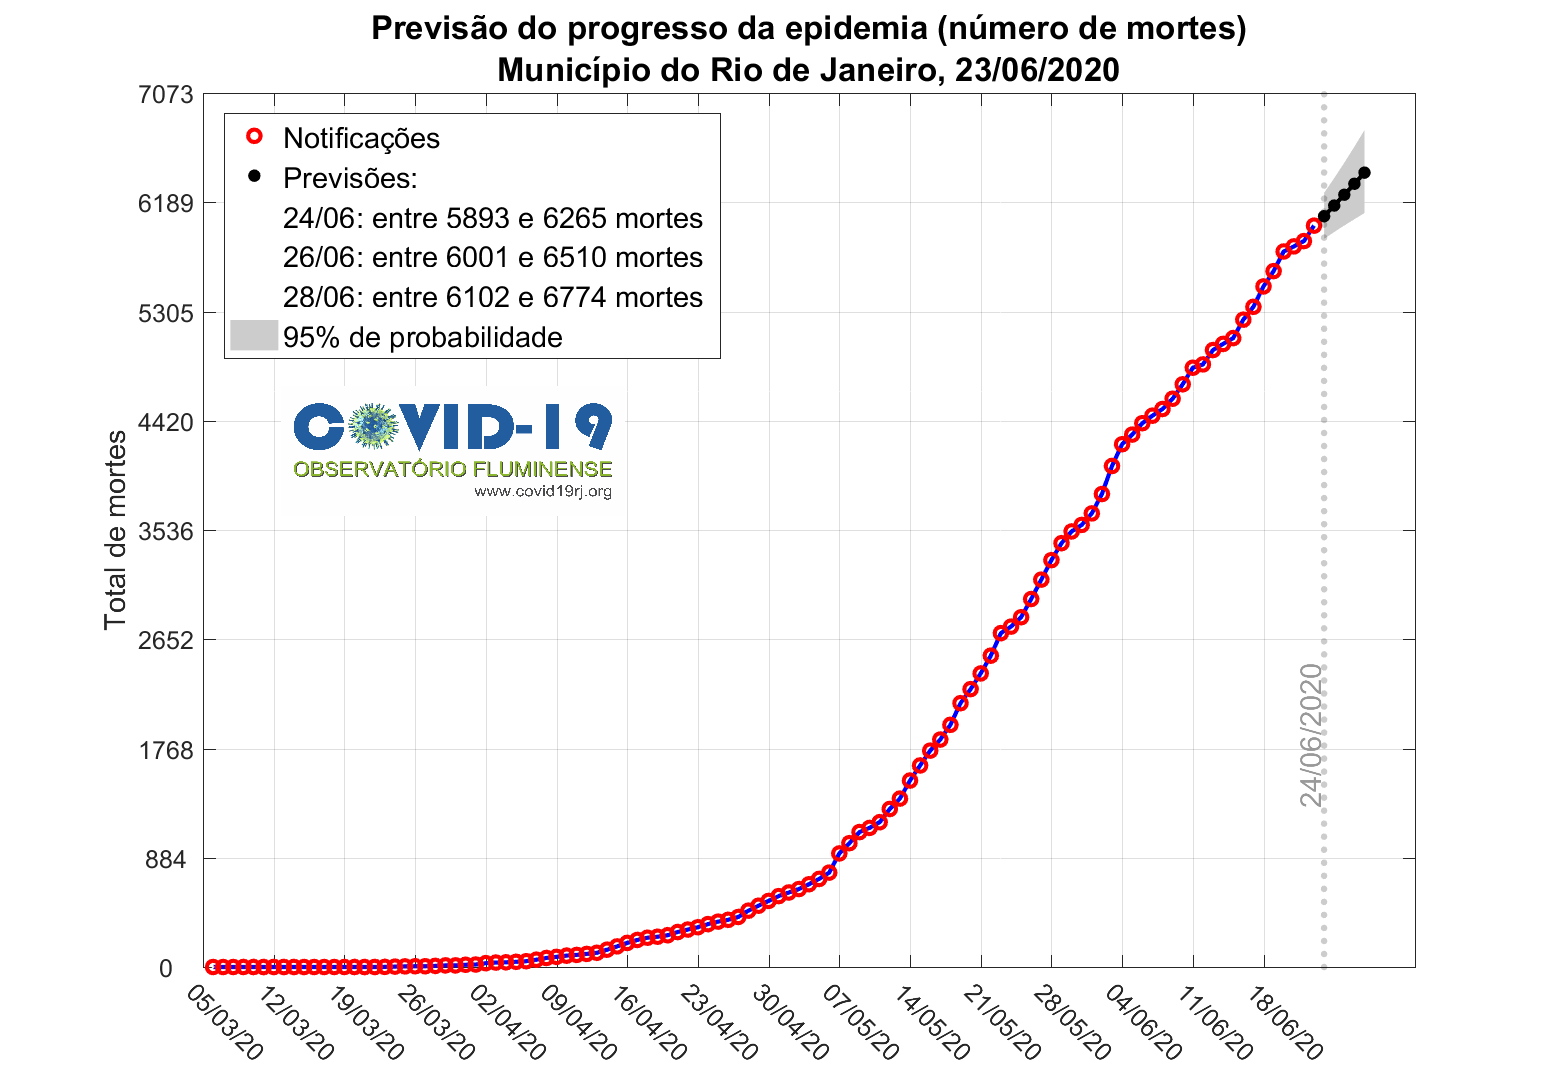 Previsão do progresso da epidemia (número de mortes)
Município do Rio de Janeiro, 23/06/2020
Notificações
Previsões:
24/06: entre 5893 e 6265 mortes
26/06: entre 6001 e 6510 mortes
28/06: entre 6102 e 6774 mortes
95% de probabilidade
COVID-19
OBSERVATÓRIO FLUMINENSE
www.covid19rj.org
Total de mortes
7073
6189
5305
4420
3536
2652
1768
884
0
24/06/2020
05/03/20
12/03/20
19/03/20
26/03/20
02/04/20
09/04/20
16/04/20
23/04/20
30/04/20
07/05/20
14/05/20
21/05/20
28/05/20
04/06/20
11/06/20
18/06/20